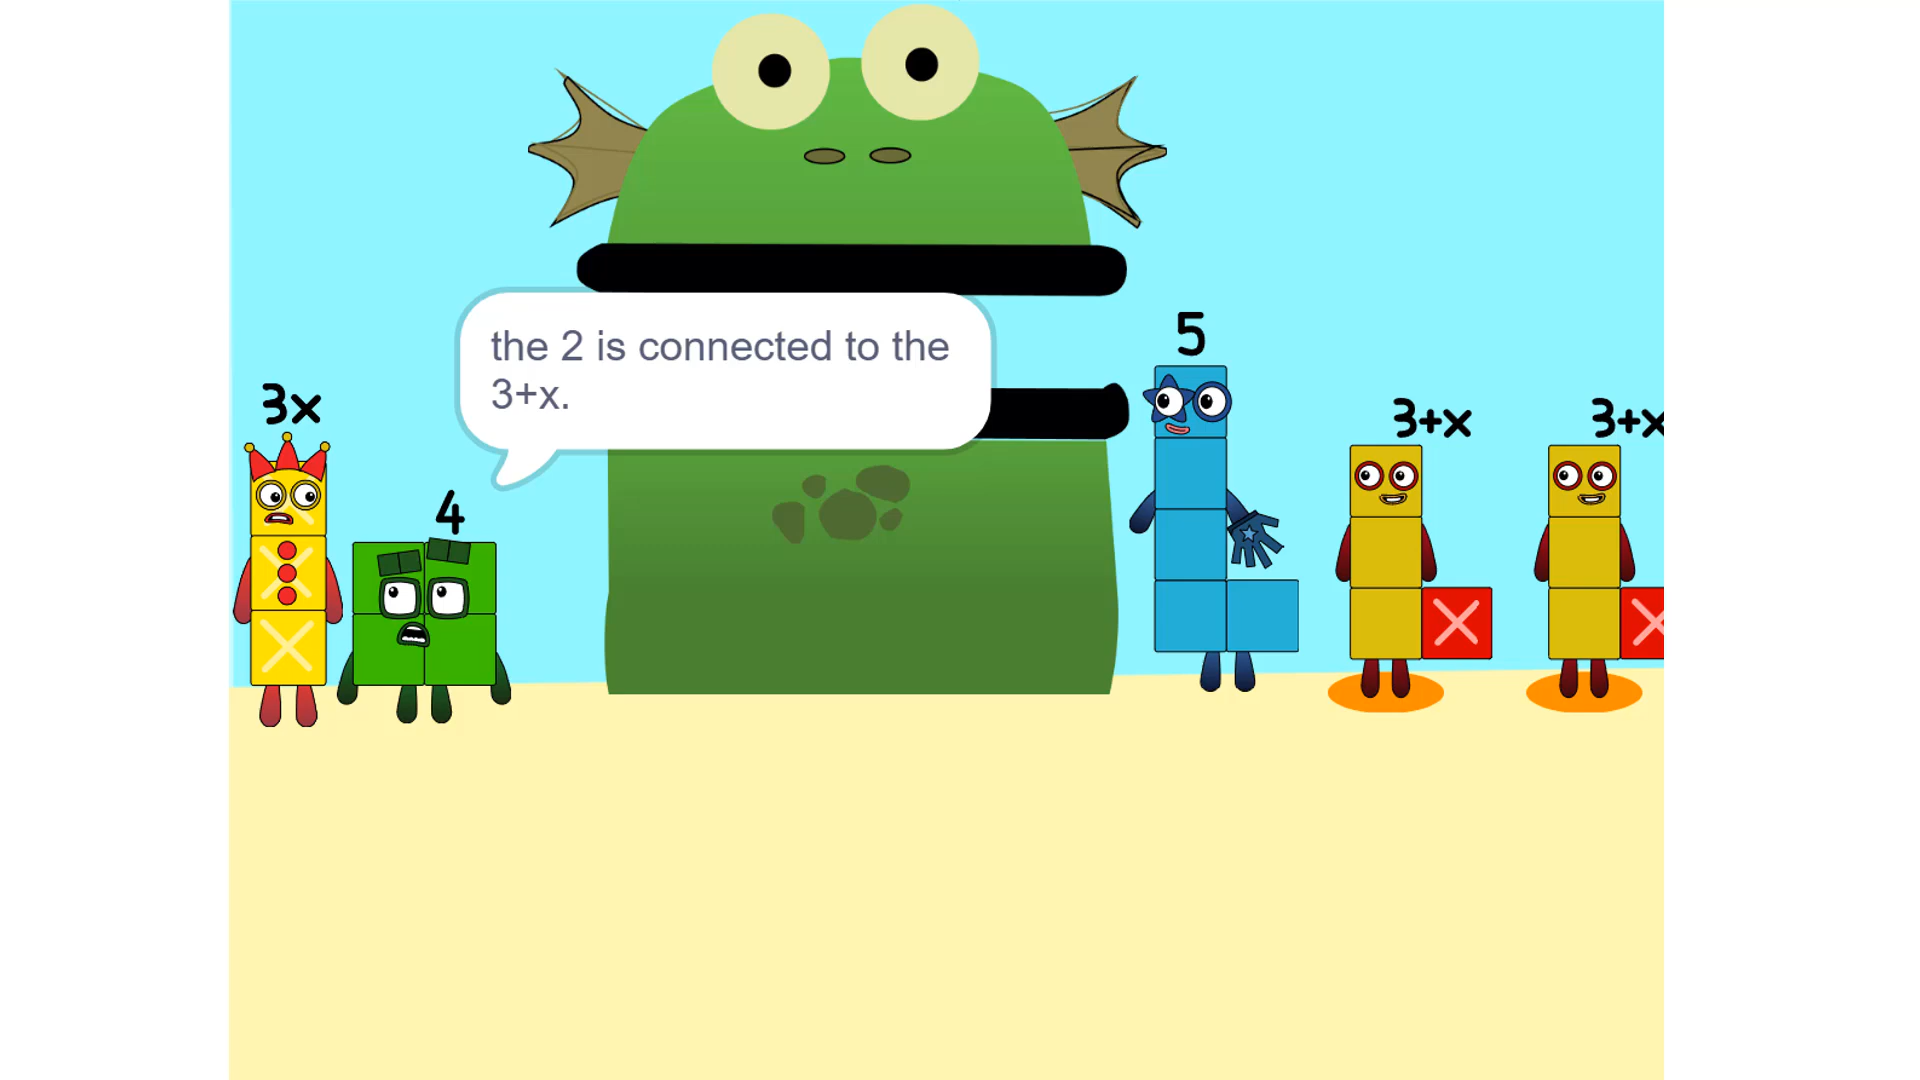 the 2 is connected to the
3+x.
5
3x
3+x
3+x
4